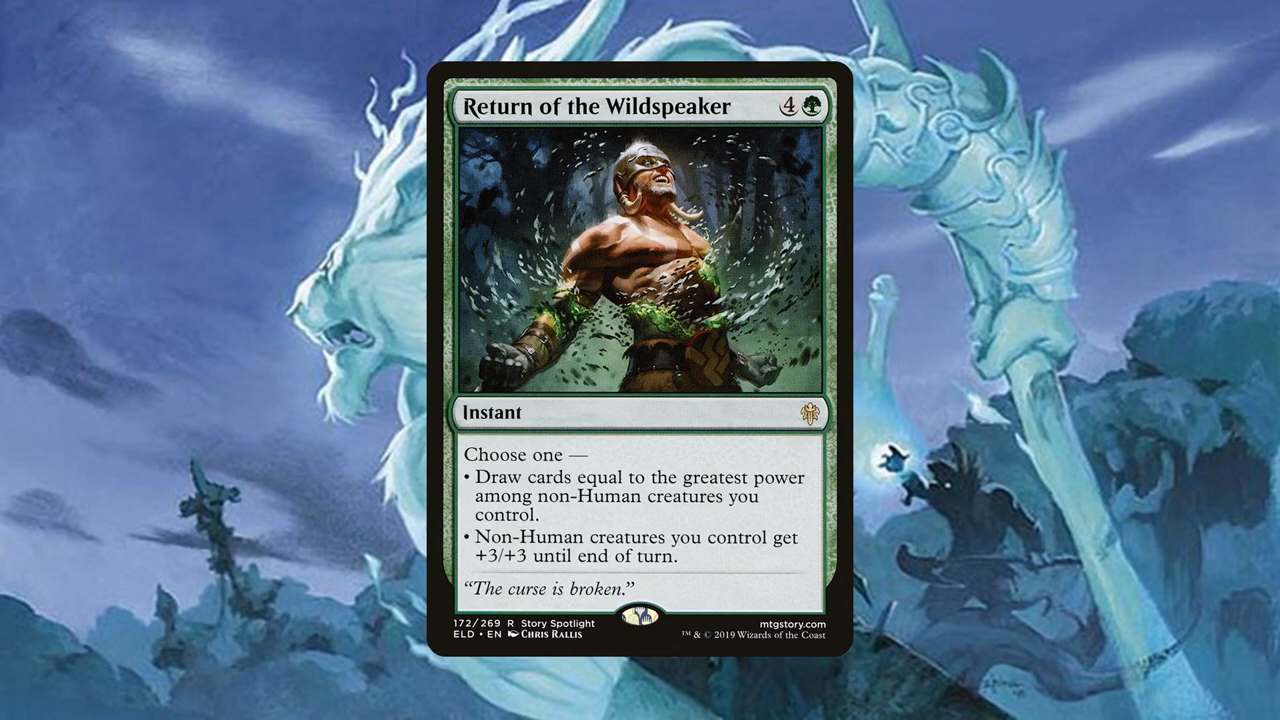 Return of the Wildspeaker 4
Instant
Choose one —
• Draw cards equal to the greatest power
among non-Human creatures you
control.
• Non-Human creatures you control get
+3/+3 until end of turn.
“The curse is broken.”
172/269 R Story Spotlight
ELD • EN Chris Rallis
mtgstory.com
™ & © 2019 Wizards of the Coast